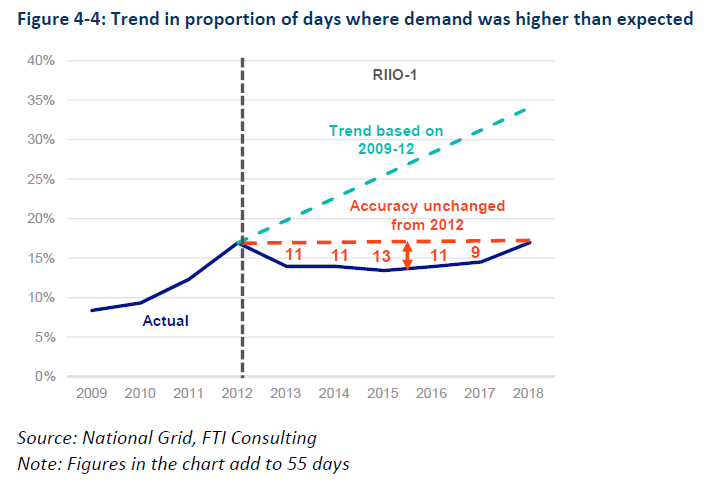 Figure 4-4: Trend in proportion of days where demand was higher than expected
40%
RIIO-1
35%
Trend based on
2009-12
30%
25%
Accuracy unchanged
from 2012
20%
11 11 13 11 9
15%
10%
Actual
5%
0%
2009 2010 2011 2012 2013 2014 2015 2016 2017 2018
Source: National Grid, FTI Consulting
Note: Figures in the chart add to 55 days